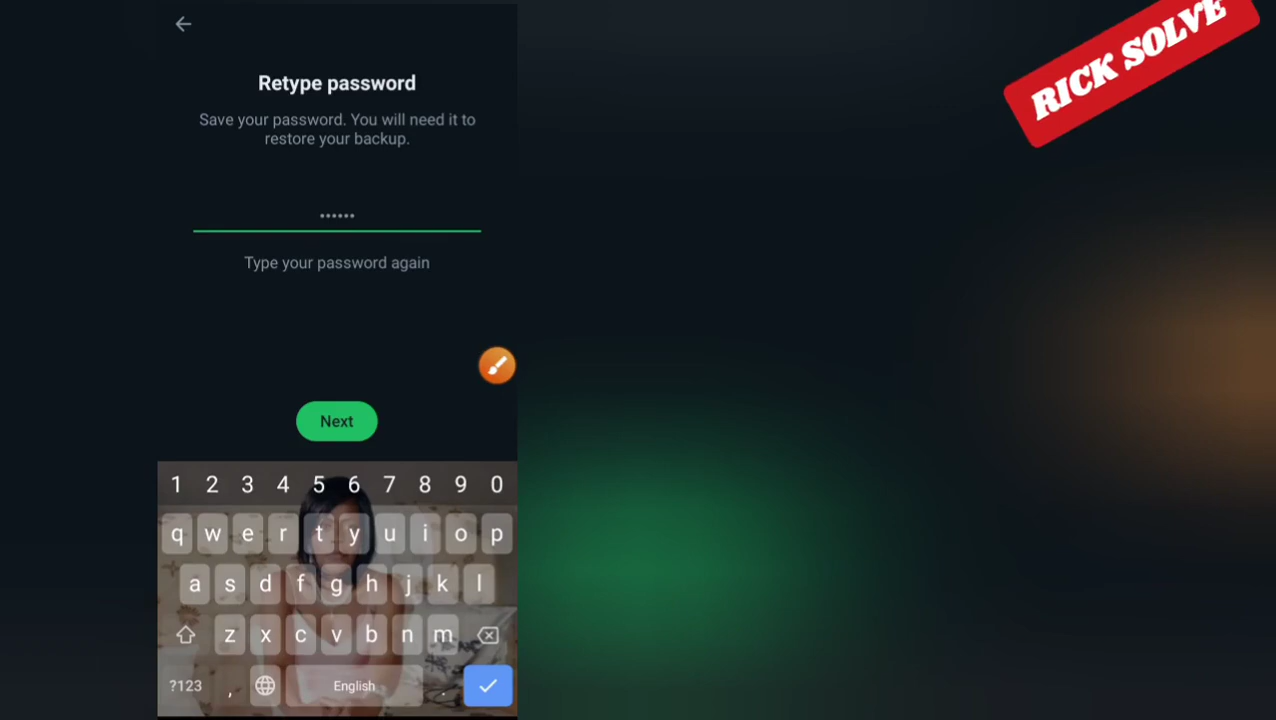 RICK SOLVE
Retype password
Save your password. You will need it to
restore your backup.
••••••
Type your password again
Next
1 2 3 4 5 6 7 8 9 0
q w e r t y u i o p
a s d f g h j k l
z x c v b n m
?123 , English .